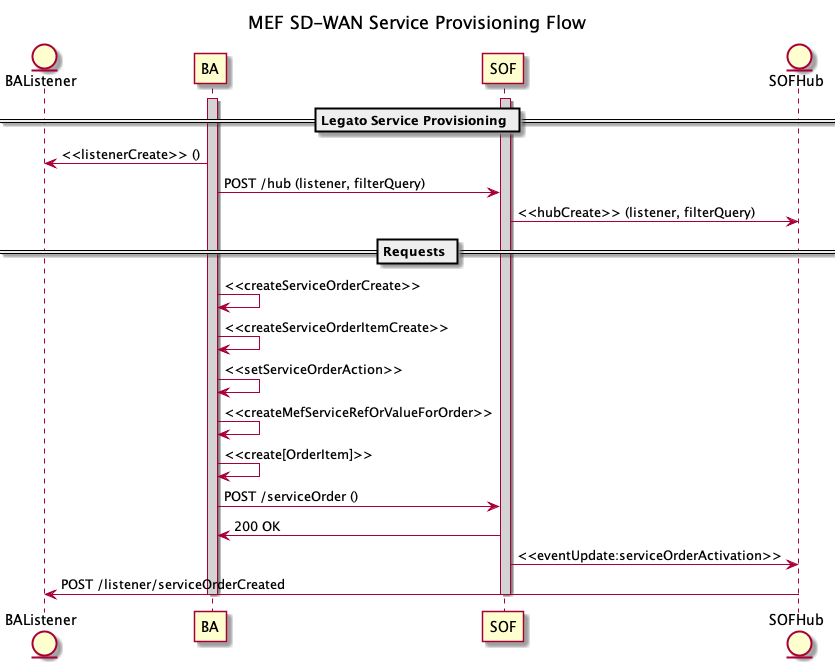 MEF SD-WAN Service Provisioning Flow
BAListener
BA
SOF
SOFHub
Legato Service Provisioning
<<listenerCreate>> ()
POST /hub (listener, filterQuery)
<<hubCreate>> (listener, filterQuery)
Requests
<<createServiceOrderCreate>>
<<createServiceOrderItemCreate>>
<<setServiceOrderAction>>
<<createMefServiceRefOrValueForOrder>>
<<create[OrderItem]>>
POST /serviceOrder ()
200 OK
<<eventUpdate:serviceOrderActivation>>
POST /listener/serviceOrderCreated
BAListener
BA
SOF
SOFHub